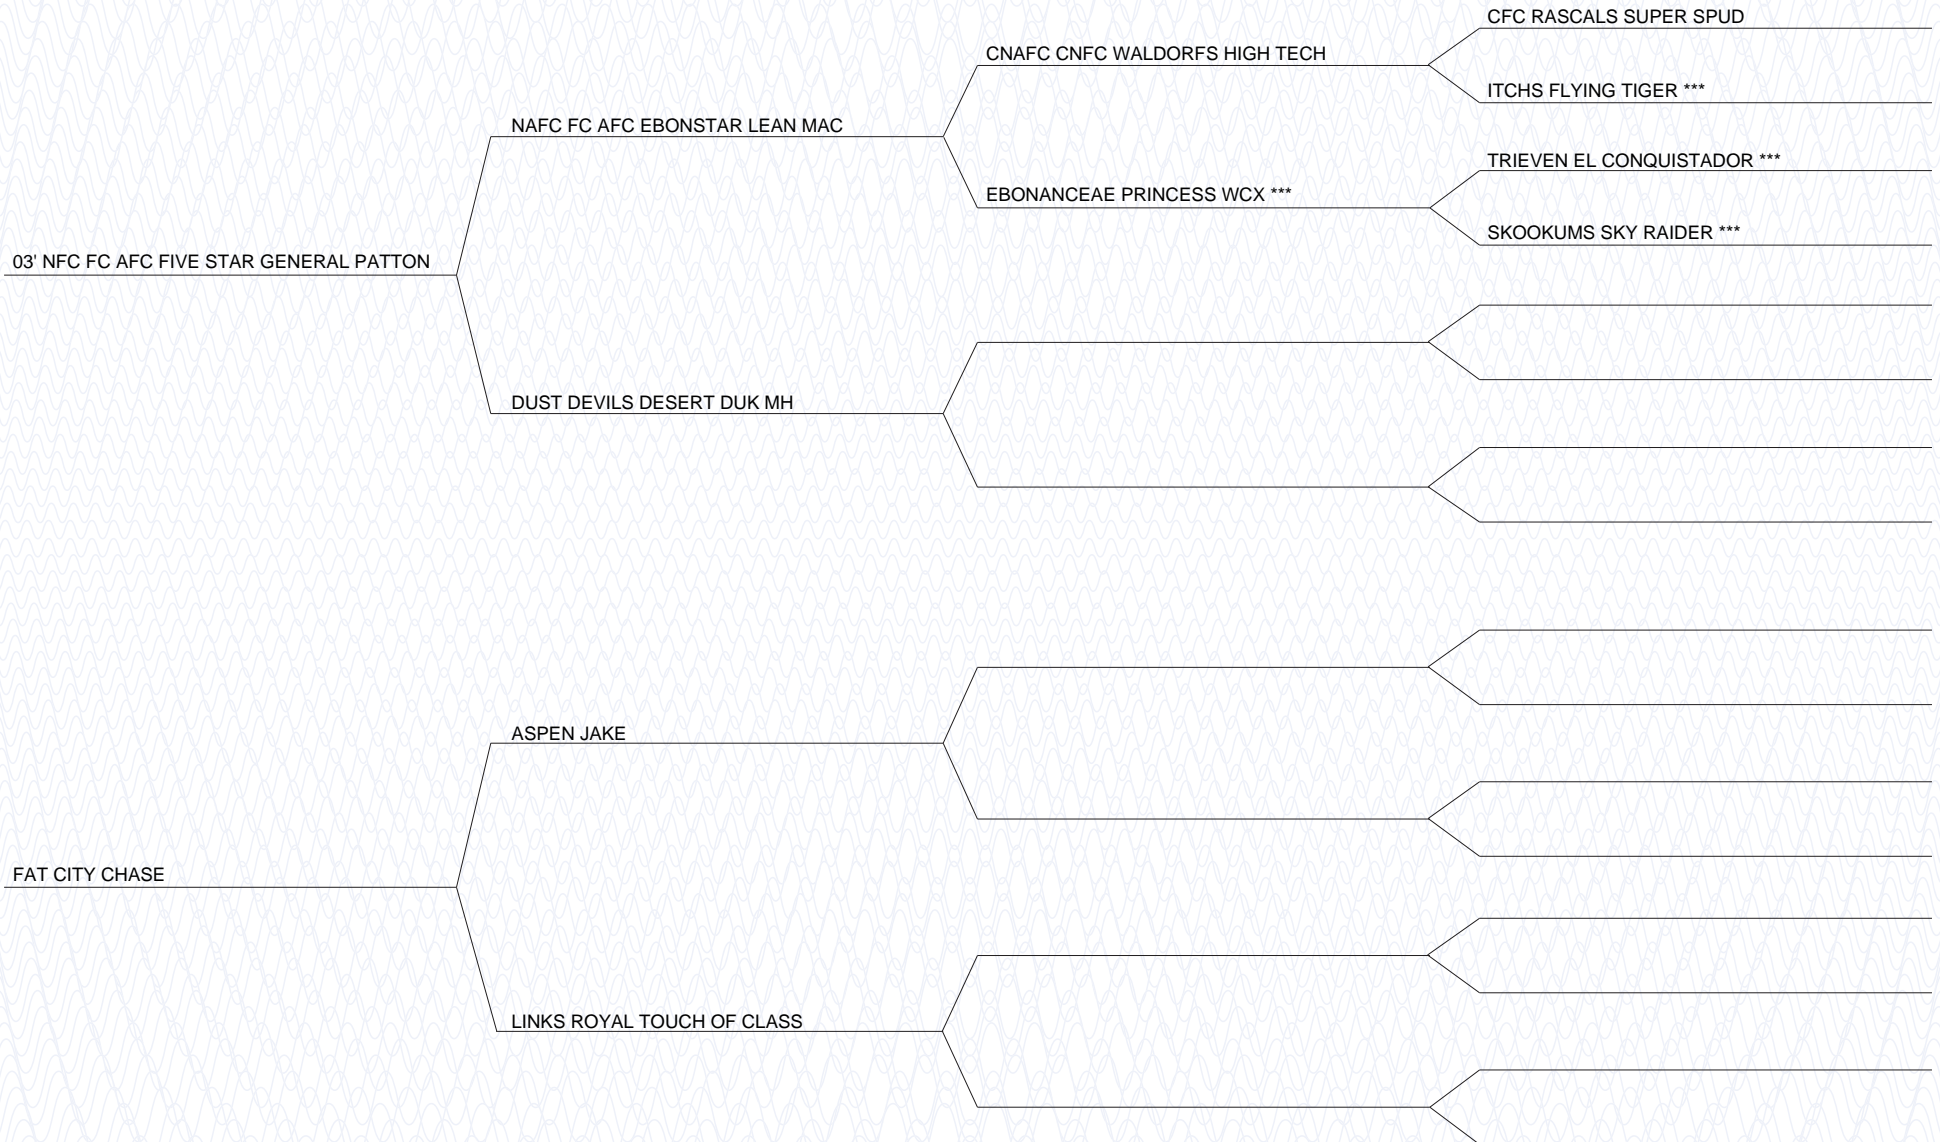 CFC RASCALS SUPER SPUD
CNAFC CNFC WALDORFS HIGH TECH
ITCHS FLYING TIGER ***
NAFC FC AFC EBONSTAR LEAN MAC
TRIEVEN EL CONQUISTADOR ***
EBONANCEAE PRINCESS WCX ***
SKOOKUMS SKY RAIDER ***
03' NFC FC AFC FIVE STAR GENERAL PATTON
DUST DEVILS DESERT DUK MH
ASPEN JAKE
FAT CITY CHASE
LINKS ROYAL TOUCH OF CLASS